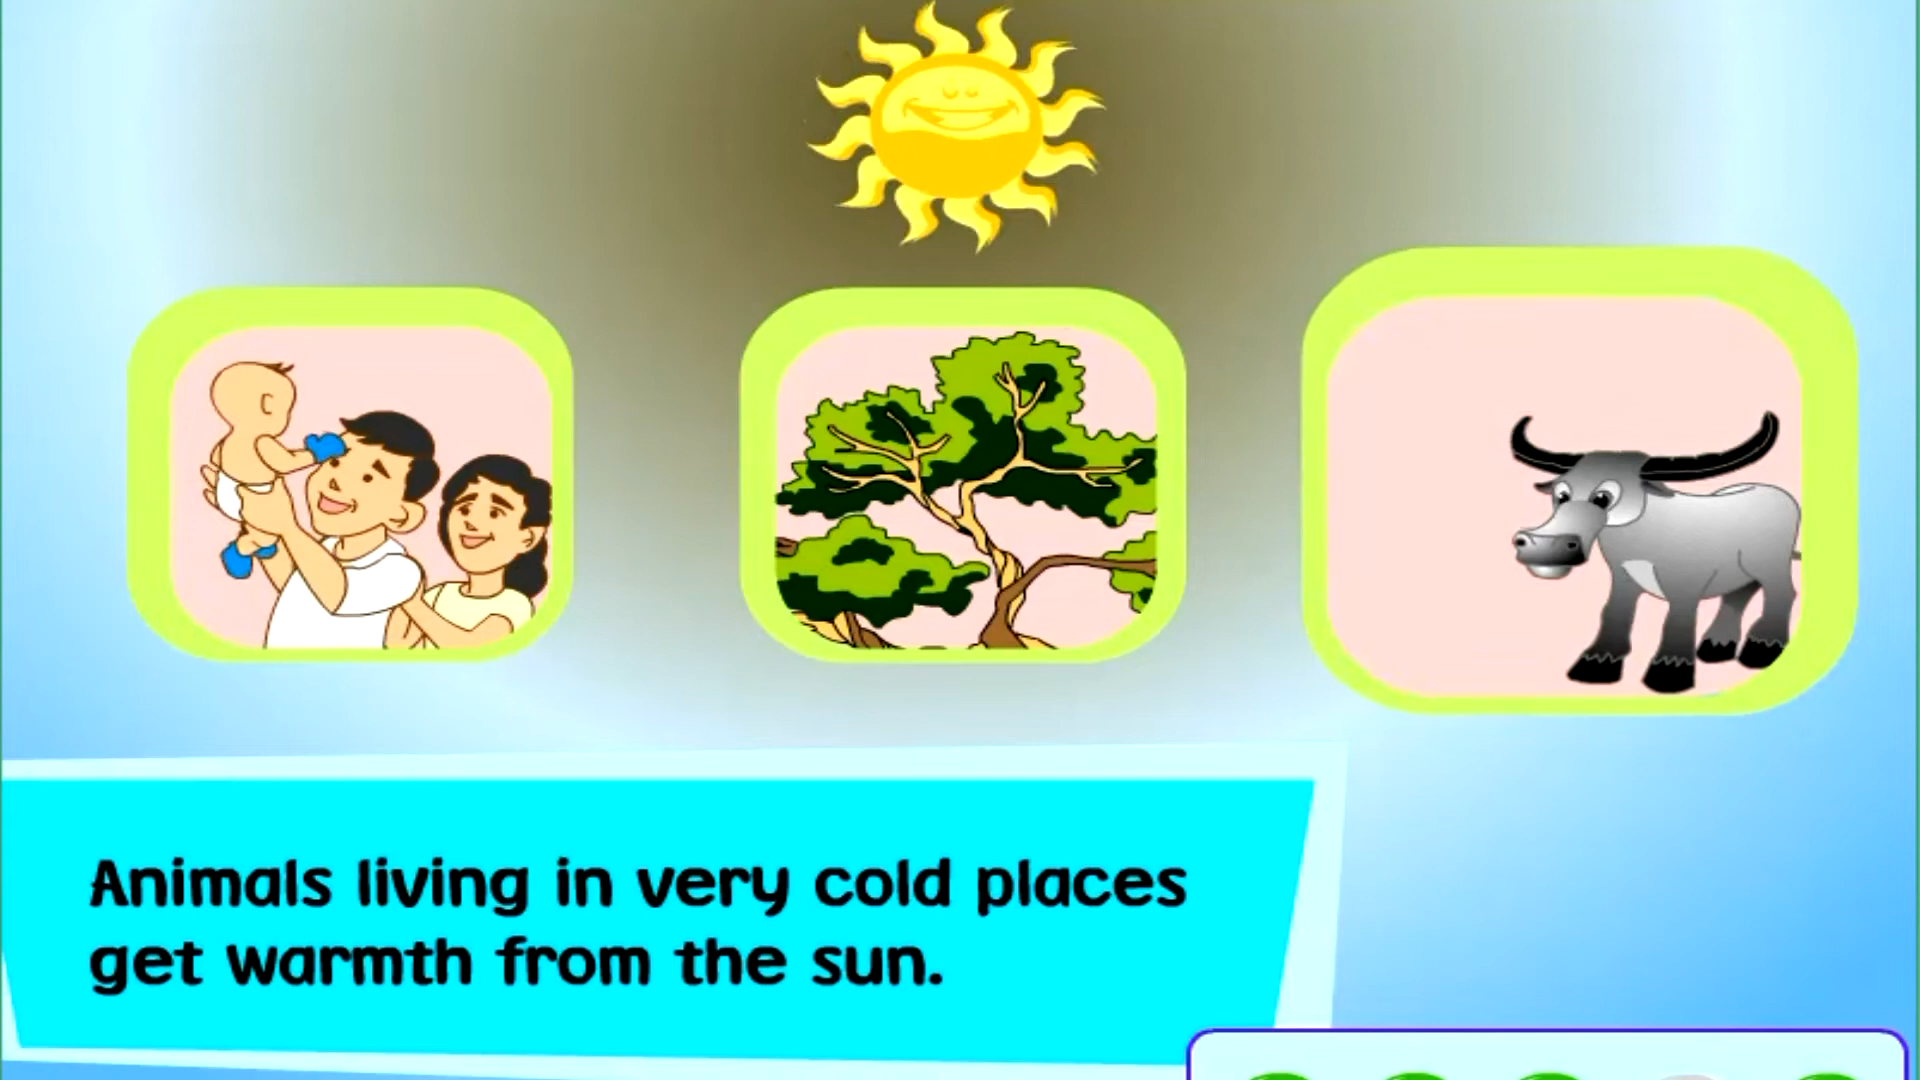 Animals living in very cold places
get warmth from the sun.